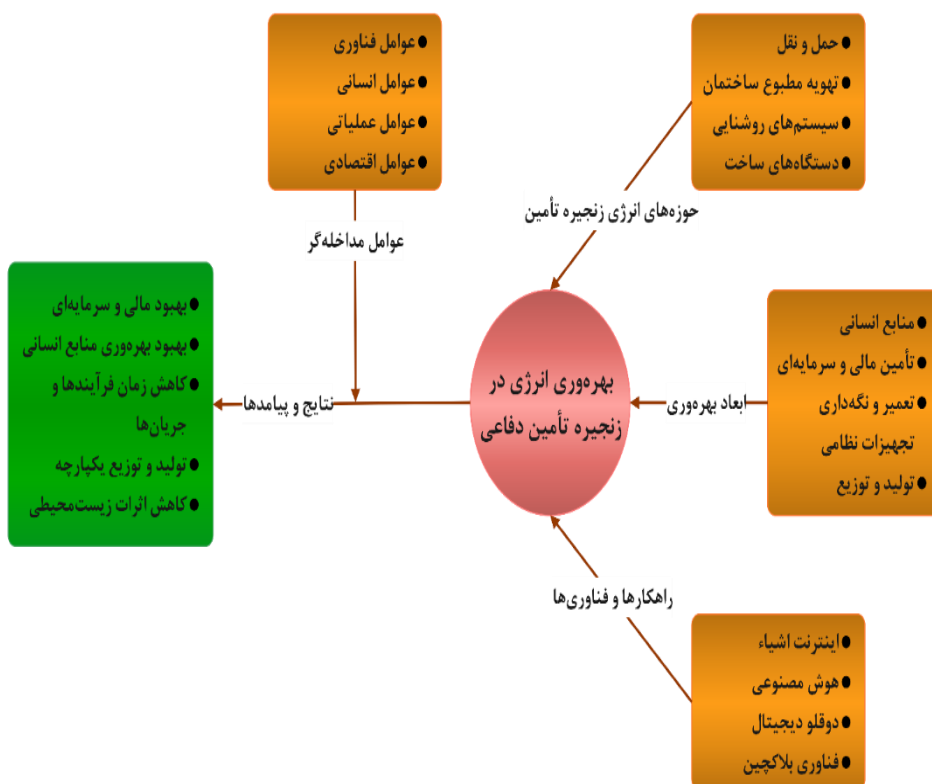 ● حمل و نقل
● تهویه مطبوع ساختمان
● سیستم‌های روشنایی
● دستگاه‌های ساخت
حوزه‌های انرژی زنجیره تأمین
● عوامل فناوری
● عوامل انسانی
● عوامل عملیاتی
● عوامل اقتصادی
عوامل مداخله‌گر
● منابع انسانی
● تأمین مالی و سرمایه‌ای
● تعمیر و نگه‌داری
تجهیزات نظامی
● تولید و توزیع
ابعاد بهره‌وری
بهره‌وری انرژی در
زنجیره تأمین دفاعی
نتایج و پیامدها
● بهبود مالی و سرمایه‌ای
● بهبود بهره‌وری منابع انسانی
● کاهش زمان فرآیندها و
جریان‌ها
● تولید و توزیع یکپارچه
● کاهش اثرات زیست‌محیطی
راهکارها و فناوری‌ها
● اینترنت اشیاء
● هوش مصنوعی
● دوقلو دیجیتال
● فناوری بلاکچین